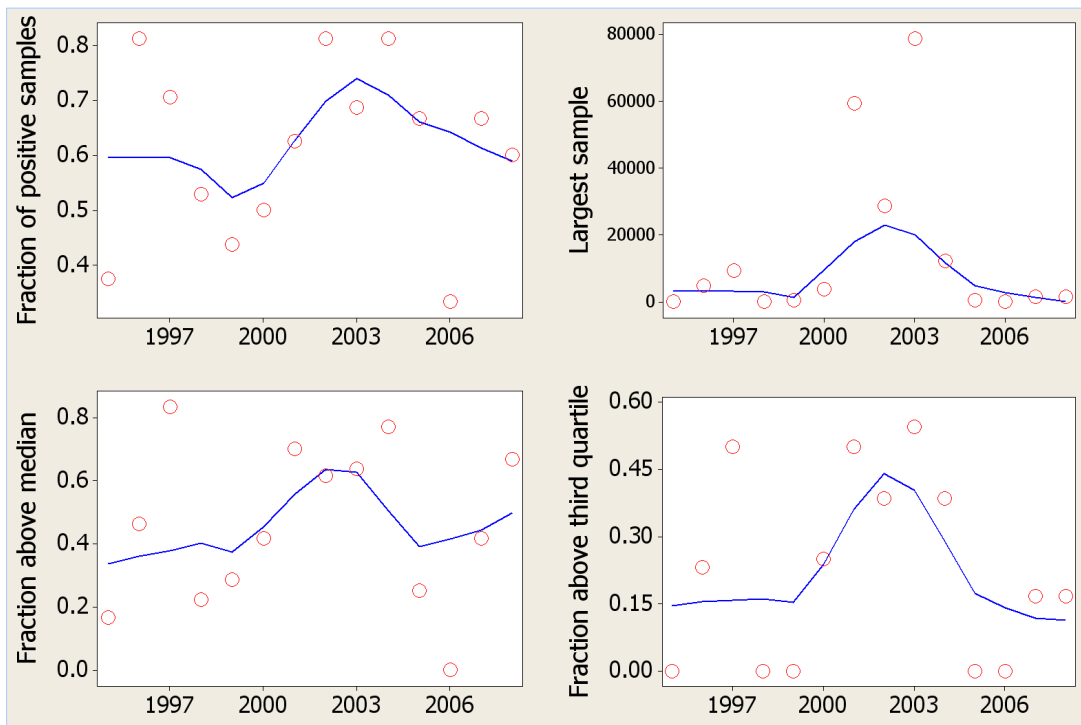 Fraction of positive samples
0.8
0.7
0.6
0.5
0.4
1997 2000 2003 2006
Largest sample
80000
60000
40000
20000
0
1997 2000 2003 2006
Fraction above median
0.8
0.6
0.4
0.2
0.0
1997 2000 2003 2006
Fraction above third quartile
0.60
0.45
0.30
0.15
0.00
1997 2000 2003 2006